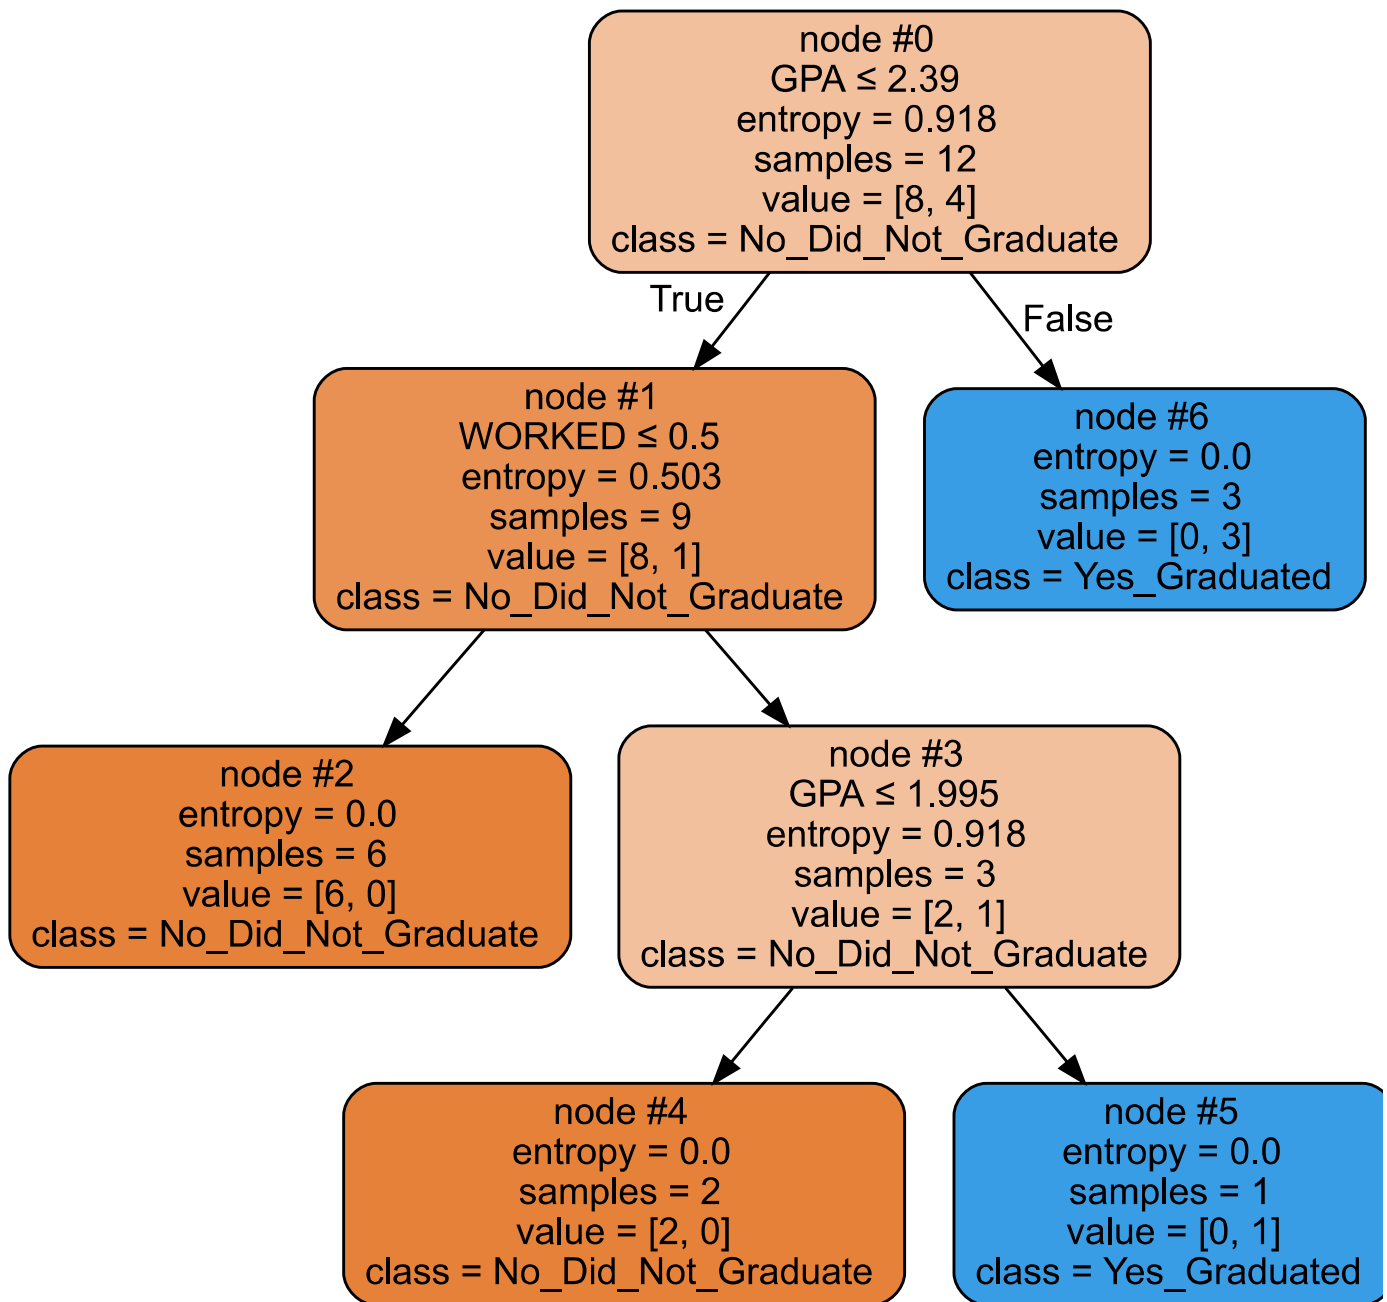 node #0
GPA ≤ 2.39
entropy = 0.918
samples = 12
value = [8, 4]
class = No_Did_Not_Graduate
True
False
node #1
WORKED ≤ 0.5
entropy = 0.503
samples = 9
value = [8, 1]
class = No_Did_Not_Graduate
node #6
entropy = 0.0
samples = 3
value = [0, 3]
class = Yes_Graduated
node #2
entropy = 0.0
samples = 6
value = [6, 0]
class = No_Did_Not_Graduate
node #3
GPA ≤ 1.995
entropy = 0.918
samples = 3
value = [2, 1]
class = No_Did_Not_Graduate
node #4
entropy = 0.0
samples = 2
value = [2, 0]
class = No_Did_Not_Graduate
node #5
entropy = 0.0
samples = 1
value = [0, 1]
class = Yes_Graduated